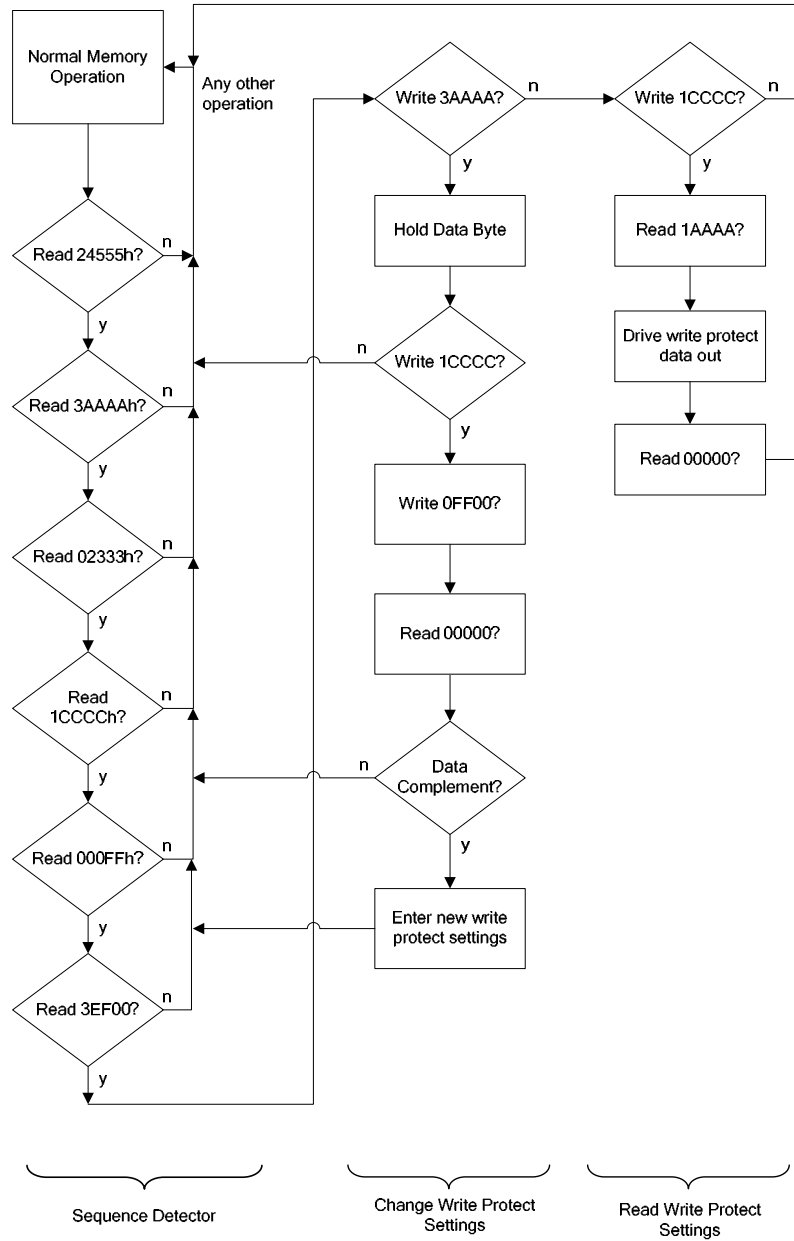 Normal Memory
Operation
Any other
operation
Read 24555h?
n
y
Read 3AAAAh?
n
y
Read 02333h?
n
y
Read
1CCCCh?
n
y
Read 000FFh?
n
y
Read 3EF00?
n
y
Write 3AAAA?
n
y
Hold Data Byte
Write 1CCCC?
n
y
Write 0FF00?
Read 00000?
Data
Complement?
n
y
Enter new write
protect settings
Write 1CCCC?
n
y
Read 1AAAA?
Drive write protect
data out
Read 00000?
Sequence Detector
Change Write Protect
Settings
Read Write Protect
Settings